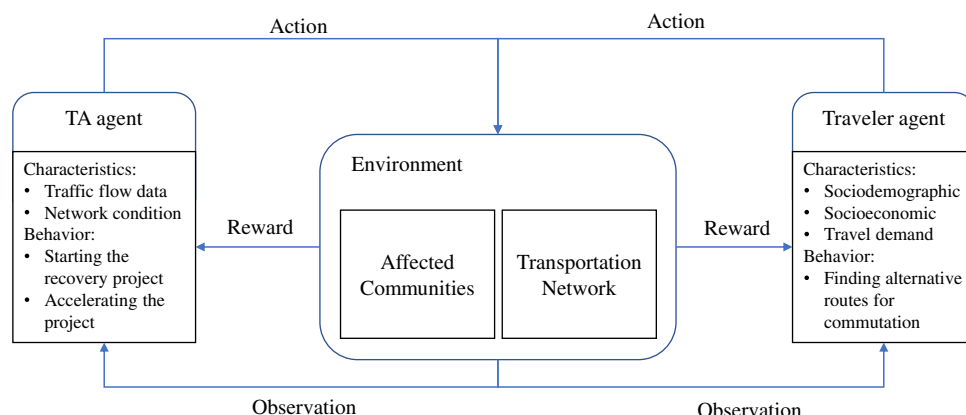 Action
Action
TA agent
Characteristics:
• Traffic flow data
• Network condition
Behavior:
• Starting the
recovery project
• Accelerating the
project
Reward
Environment
Affected
Communities
Transportation
Network
Reward
Traveler agent
Characteristics:
• Sociodemographic
• Socioeconomic
• Travel demand
Behavior:
• Finding alternative
routes for
commutation
Observation
Observation